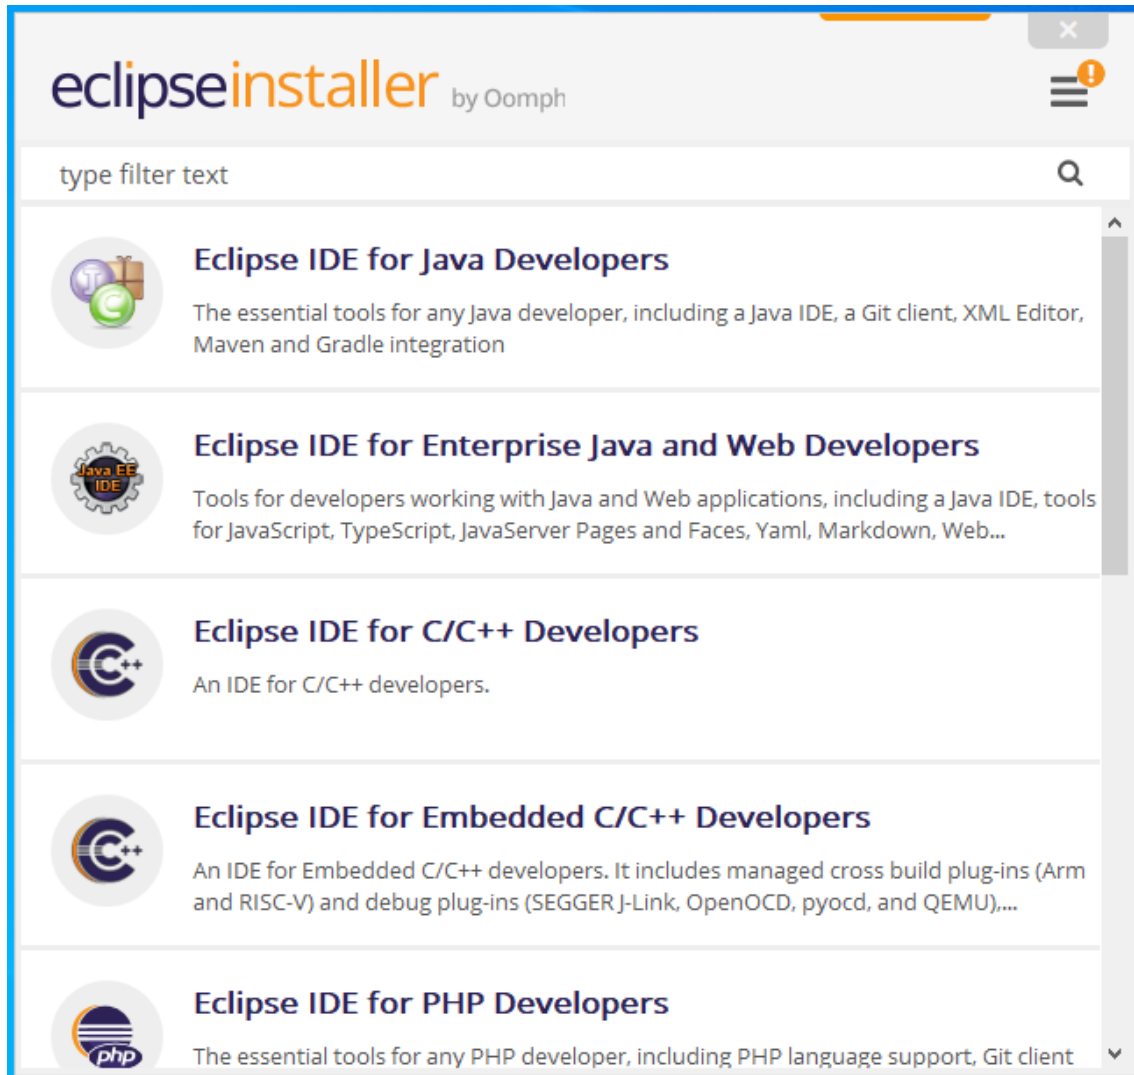 eclipseinstaller by Oomph
type filter text
Eclipse IDE for Java Developers
The essential tools for any Java developer, including a Java IDE, a Git client, XML Editor,
Maven and Gradle integration
Java EE
IDE
Eclipse IDE for Enterprise Java and Web Developers
Tools for developers working with Java and Web applications, including a Java IDE, tools
for JavaScript, TypeScript, JavaServer Pages and Faces, Yaml, Markdown, Web...
C++
Eclipse IDE for C/C++ Developers
An IDE for C/C++ developers.
C++
Eclipse IDE for Embedded C/C++ Developers
An IDE for Embedded C/C++ developers. It includes managed cross build plug-ins (Arm
and RISC-V) and debug plug-ins (SEGGER J-Link, OpenOCD, pyocd, and QEMU),...
php
Eclipse IDE for PHP Developers
The essential tools for any PHP developer, including PHP language support, Git client